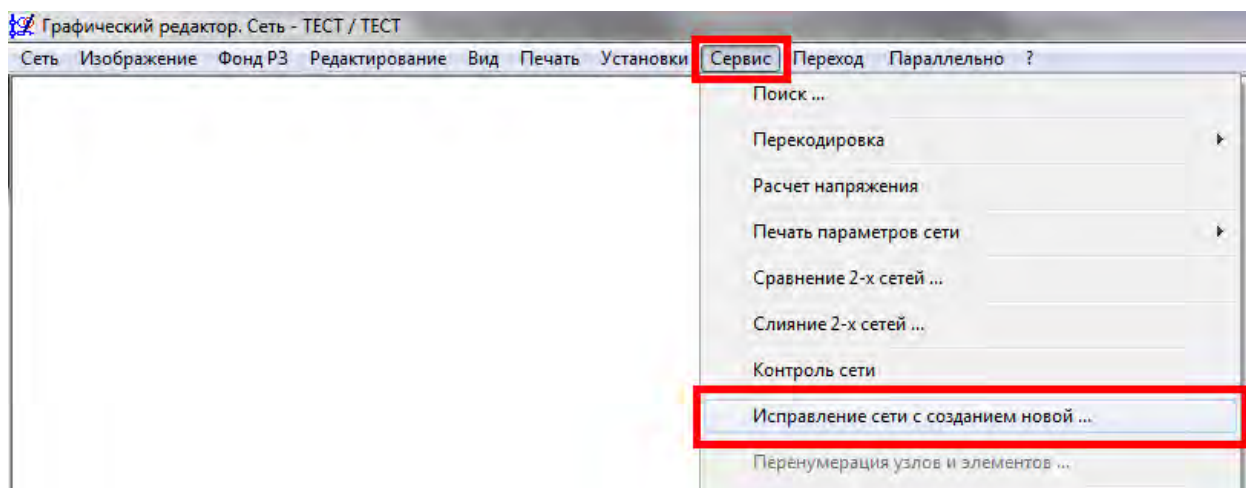 Графический редактор. Сеть - ТЕСТ / ТЕСТ
Сеть Изображение Фонд РЗ Редактирование Вид Печать Установки Сервис Переход Параллельно ?
Поиск ...
Перекодировка
Расчет напряжения
Печать параметров сети
Сравнение 2-х сетей ...
Слияние 2-х сетей ...
Контроль сети
Исправление сети с созданием новой ...
Перенумерация узлов и элементов ...